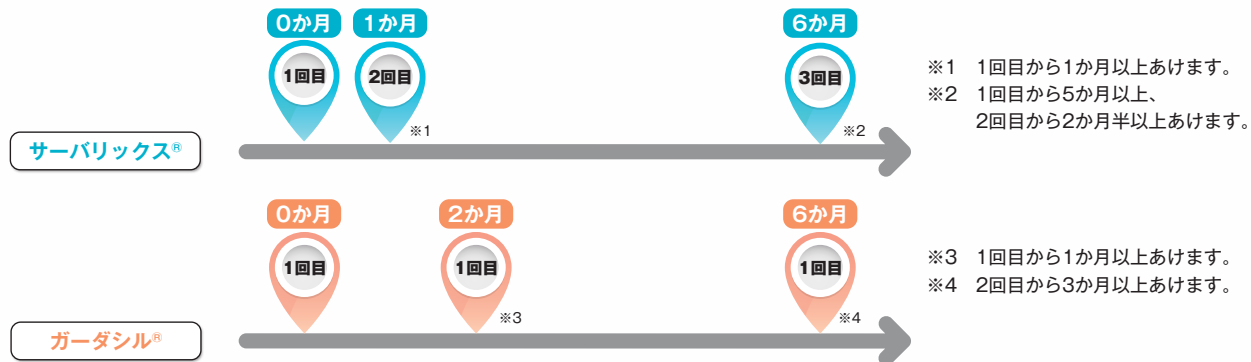 0か月 1か月 6か月
1回目 2回目 3回目
※1 ※2
サーバリックス®
※1 1回目から1か月以上あけます。
※2 1回目から5か月以上、
2回目から2か月半以上あけます。
0か月 2か月 6か月
1回目 1回目 1回目
※3 ※4
ガーダシル®
※3 1回目から1か月以上あけます。
※4 2回目から3か月以上あけます。